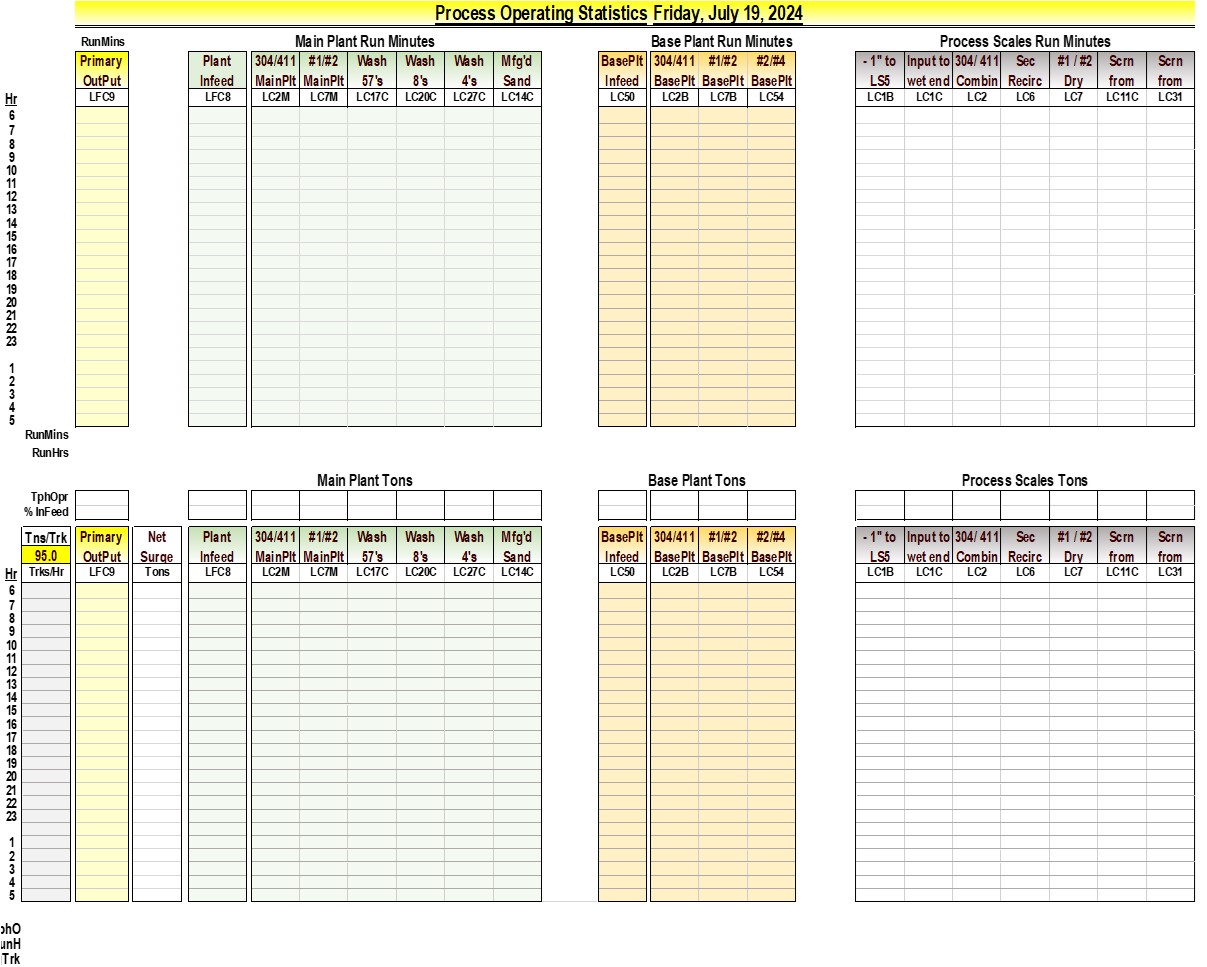 Process Operating Statistics Friday, July 19, 2024
RunMins Main Plant Run Minutes Base Plant Run Minutes Process Scales Run Minutes
Primary Plant 304/411 #1/#2 Wash Wash Wash Mfg'd BasePlt 304/411 #1/#2 #2/#4 - 1" to Input to 304/ 411 Sec #1 / #2 Scrn Scrn
OutPut Infeed MainPlt MainPlt 57's 8's 4's Sand Infeed BasePlt BasePlt BasePlt LS5 wet end Combin Recirc Dry from from
Hr LFC9 LFC8 LC2M LC7M LC17C LC20C LC27C LC14C LC50 LC2B LC7B LC54 LC1B LC1C LC2 LC6 LC7 LC11C LC31
6
7
8
9
10
11
12
13
14
15
16
17
18
19
20
21
22
23
1
2
3
4
5
RunMins
RunHrs
Main Plant Tons Base Plant Tons Process Scales Tons
TphOpr
% InFeed
Tns/Trk Primary Net Plant 304/411 #1/#2 Wash Wash Wash Mfg'd BasePlt 304/411 #1/#2 #2/#4 - 1" to Input to 304/ 411 Sec #1 / #2 Scrn Scrn
95.0 OutPut Surge Infeed MainPlt MainPlt 57's 8's 4's Sand Infeed BasePlt BasePlt BasePlt LS5 wet end Combin Recirc Dry from from
Hr Trks/Hr LFC9 Tons LFC8 LC2M LC7M LC17C LC20C LC27C LC14C LC50 LC2B LC7B LC54 LC1B LC1C LC2 LC6 LC7 LC11C LC31
6
7
8
9
10
11
12
13
14
15
16
17
18
19
20
21
22
23
1
2
3
4
5
phO
unH
Trk